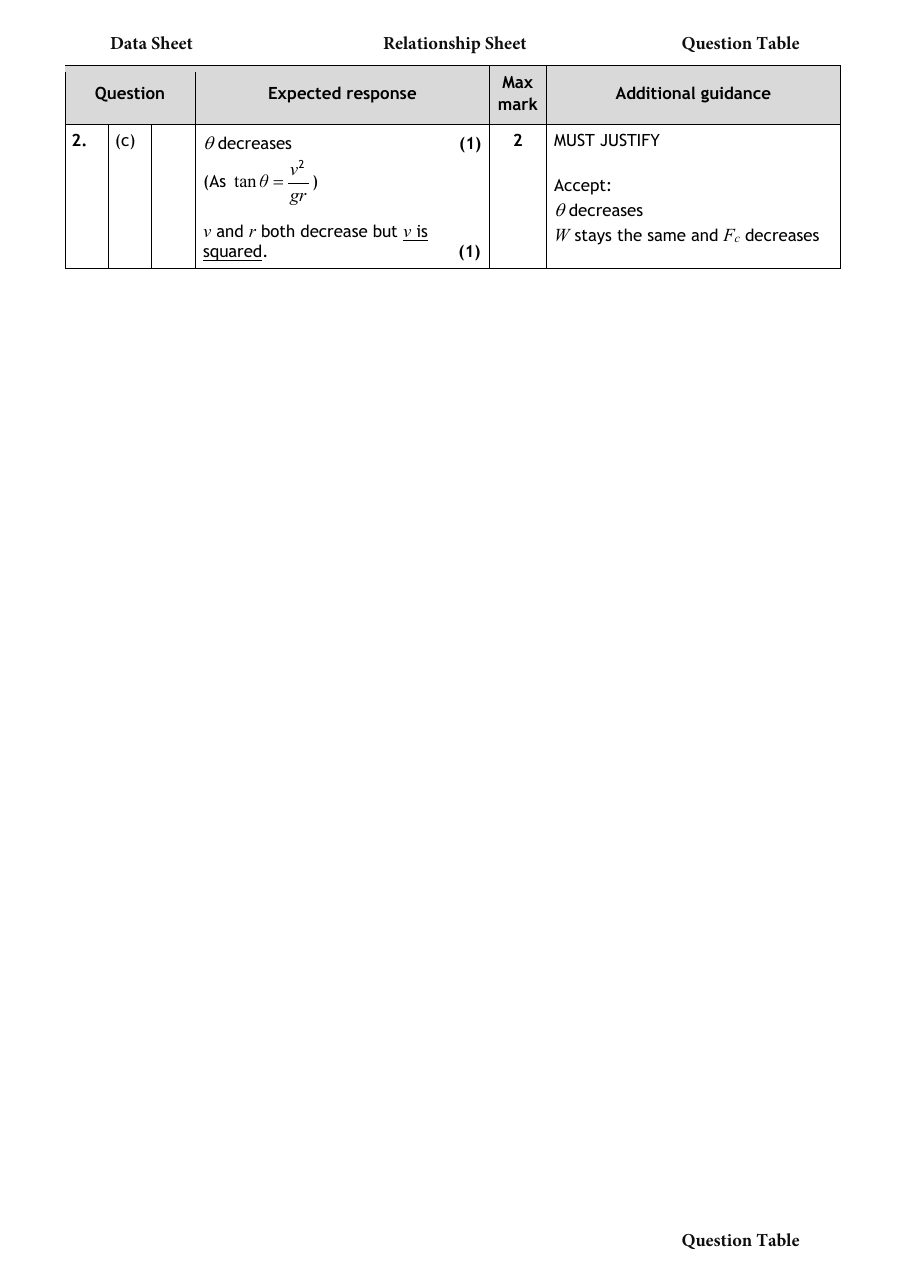 Data Sheet Relationship Sheet Question Table
Question Expected response Max mark Additional guidance
2. (c) θ decreases (1) 2 MUST JUSTIFY
(As tan θ = v²/gr )
Accept:
θ decreases
v and r both decrease but v is
squared. (1)
W stays the same and Fc decreases
Question Table